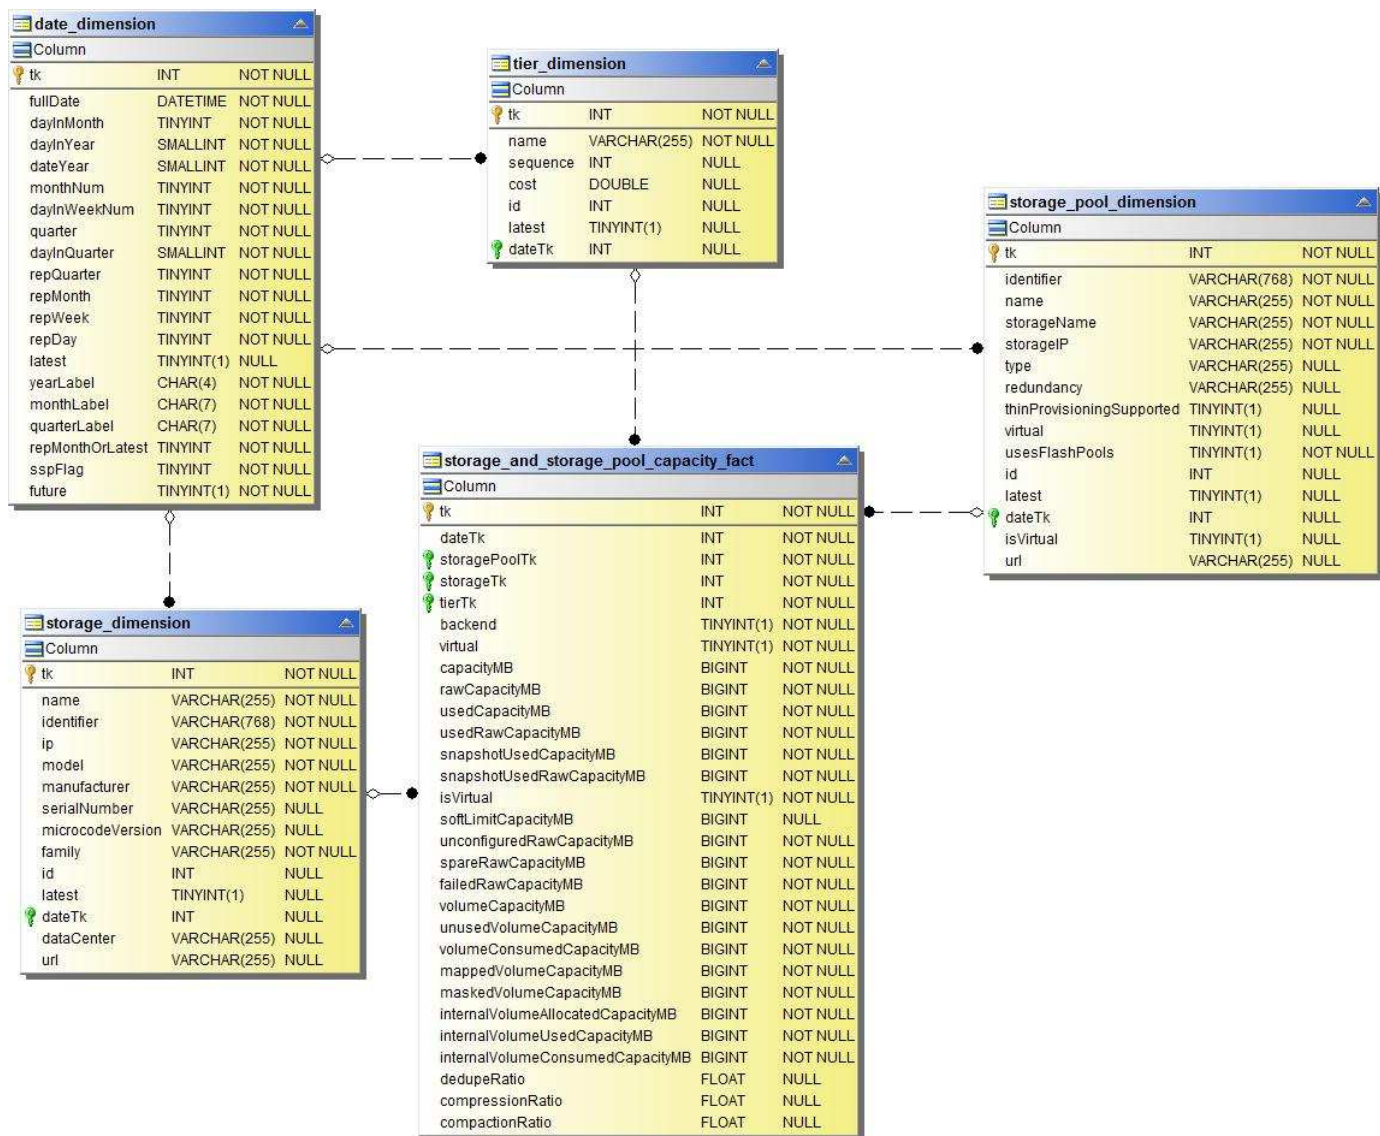 date_dimension
Column
tk INT NOT NULL
fullDate DATETIME NOT NULL
dayInMonth TINYINT NOT NULL
dayInYear SMALLINT NOT NULL
dateYear SMALLINT NOT NULL
monthNum TINYINT NOT NULL
dayInWeekNum TINYINT NOT NULL
quarter TINYINT NOT NULL
dayInQuarter SMALLINT NOT NULL
repQuarter TINYINT NOT NULL
repMonth TINYINT NOT NULL
repWeek TINYINT NOT NULL
repDay TINYINT NOT NULL
latest TINYINT(1) NULL
yearLabel CHAR(4) NOT NULL
monthLabel CHAR(7) NOT NULL
quarterLabel CHAR(7) NOT NULL
repMonthOrLatest TINYINT NOT NULL
sspFlag TINYINT NOT NULL
future TINYINT(1) NOT NULL
tier_dimension
Column
tk INT NOT NULL
name VARCHAR(255) NOT NULL
sequence INT NULL
cost DOUBLE NULL
id INT NULL
latest TINYINT(1) NULL
dateTk INT NULL
storage_pool_dimension
Column
tk INT NOT NULL
identifier VARCHAR(768) NOT NULL
name VARCHAR(255) NOT NULL
storageName VARCHAR(255) NOT NULL
storageIP VARCHAR(255) NOT NULL
type VARCHAR(255) NULL
redundancy VARCHAR(255) NULL
thinProvisioningSupported TINYINT(1) NULL
virtual TINYINT(1) NULL
usesFlashPools TINYINT(1) NOT NULL
id INT NULL
latest TINYINT(1) NULL
dateTk INT NULL
isVirtual TINYINT(1) NULL
url VARCHAR(255) NULL
storage_dimension
Column
tk INT NOT NULL
name VARCHAR(255) NOT NULL
identifier VARCHAR(768) NOT NULL
ip VARCHAR(255) NOT NULL
model VARCHAR(255) NOT NULL
manufacturer VARCHAR(255) NOT NULL
serialNumber VARCHAR(255) NULL
microcodeVersion VARCHAR(255) NULL
family VARCHAR(255) NOT NULL
id INT NULL
latest TINYINT(1) NULL
dateTk INT NULL
dataCenter VARCHAR(255) NULL
url VARCHAR(255) NULL
storage_and_storage_pool_capacity_fact
Column
tk INT NOT NULL
dateTk INT NOT NULL
storagePoolTk INT NOT NULL
storageTk INT NOT NULL
tierTk INT NOT NULL
backend TINYINT(1) NOT NULL
virtual TINYINT(1) NOT NULL
capacityMB BIGINT NOT NULL
rawCapacityMB BIGINT NOT NULL
usedCapacityMB BIGINT NOT NULL
usedRawCapacityMB BIGINT NOT NULL
snapshotUsedCapacityMB BIGINT NOT NULL
snapshotUsedRawCapacityMB BIGINT NOT NULL
isVirtual TINYINT(1) NOT NULL
softLimitCapacityMB BIGINT NULL
unconfiguredRawCapacityMB BIGINT NOT NULL
spareRawCapacityMB BIGINT NOT NULL
failedRawCapacityMB BIGINT NOT NULL
volumeCapacityMB BIGINT NOT NULL
unusedVolumeCapacityMB BIGINT NOT NULL
volumeConsumedCapacityMB BIGINT NOT NULL
mappedVolumeCapacityMB BIGINT NOT NULL
maskedVolumeCapacityMB BIGINT NOT NULL
internalVolumeAllocatedCapacityMB BIGINT NOT NULL
internalVolumeUsedCapacityMB BIGINT NOT NULL
internalVolumeConsumedCapacityMB BIGINT NOT NULL
dedupeRatio FLOAT NULL
compressionRatio FLOAT NULL
compactionRatio FLOAT NULL